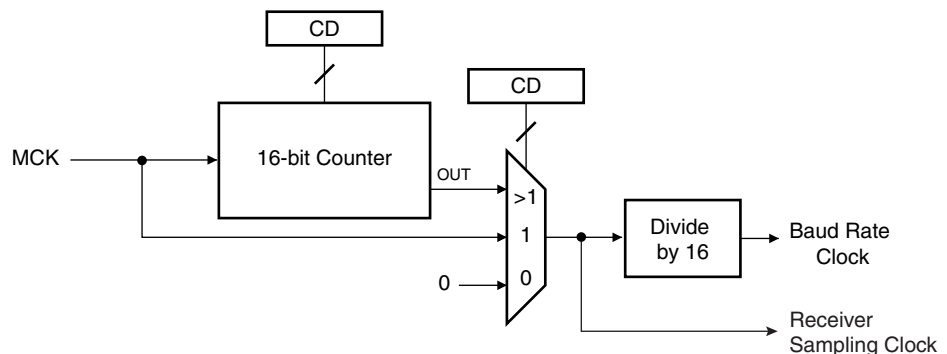 CD
CD
MCK
16-bit Counter
OUT
>1
1
0
0
Divide
by 16
Baud Rate
Clock
Receiver
Sampling Clock